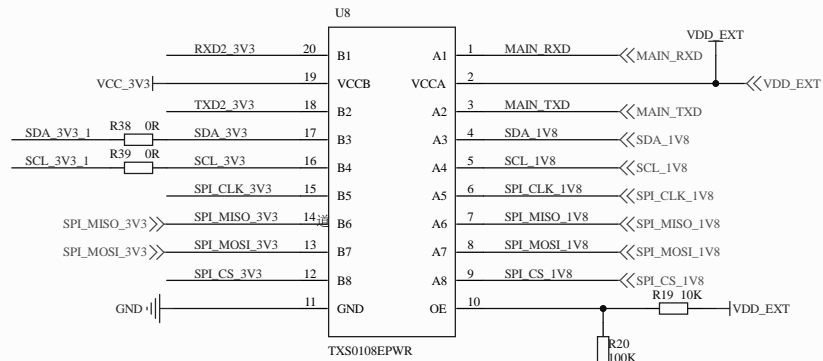 U8
VDD_EXT
RXD2_3V3 20 B1 A1 1 MAIN_RXD MAIN_RXD
VCC_3V3 19 VCCB VCCA 2 VDD_EXT
TXD2_3V3 18 B2 A2 3 MAIN_TXD MAIN_TXD
SDA_3V3_1 R38 0R SDA_3V3 17 B3 A3 4 SDA_1V8 SDA_1V8
SCL_3V3_1 R39 0R SCL_3V3 16 B4 A4 5 SCL_1V8 SCL_1V8
SPI_CLK_3V3 15 B5 A5 6 SPI_CLK_1V8 SPI_CLK_1V8
SPI_MISO_3V3 SPI_MISO_3V3 14 道 B6 A6 7 SPI_MISO_1V8 SPI_MISO_1V8
SPI_MOSI_3V3 SPI_MOSI_3V3 13 B7 A7 8 SPI_MOSI_1V8 SPI_MOSI_1V8
SPI_CS_3V3 12 B8 A8 9 SPI_CS_1V8 SPI_CS_1V8
GND 11 GND OE 10 R19 10K VDD_EXT
R20
TXS0108EPWR 100K